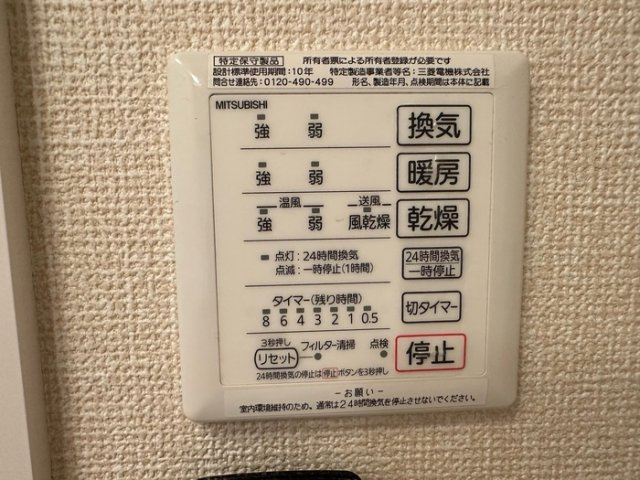 特定保守製品 所有者票による所有者登録が必要です
設計標準使用期間:10年 特定製造事業者等名:三菱電機株式会社
問合せ連絡先:0120-490-499 形名、製造年月、点検期間は本体に記載
MITSUBISHI
強 弱 換気
強 弱 暖房
温風 送風
強 弱 風乾燥 乾燥
点灯:24時間換気
点滅:一時停止(1時間)
24時間換気
一時停止
タイマー(残り時間)
8 6 4 3 2 1 0.5
切タイマー
3秒押し
リセット フィルター清掃 点検
停止
24時間換気の停止は停止ボタンを3秒押し
-お願い-
室内環境維持のため、通常は24時間換気を停止させないでください。